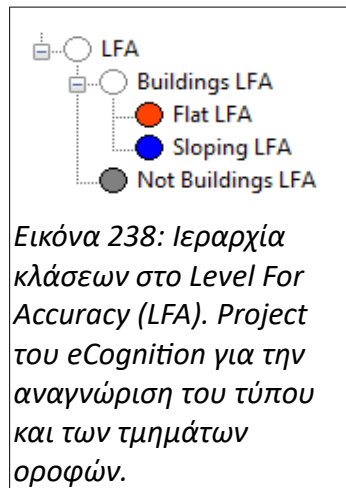 LFA
Buildings LFA
Flat LFA
Sloping LFA
Not Buildings LFA
Εικόνα 238: Ιεραρχία
κλάσεων στο Level For
Accuracy (LFA). Project
του eCognition για την
αναγνώριση του τύπου
και των τμημάτων
οροφών.